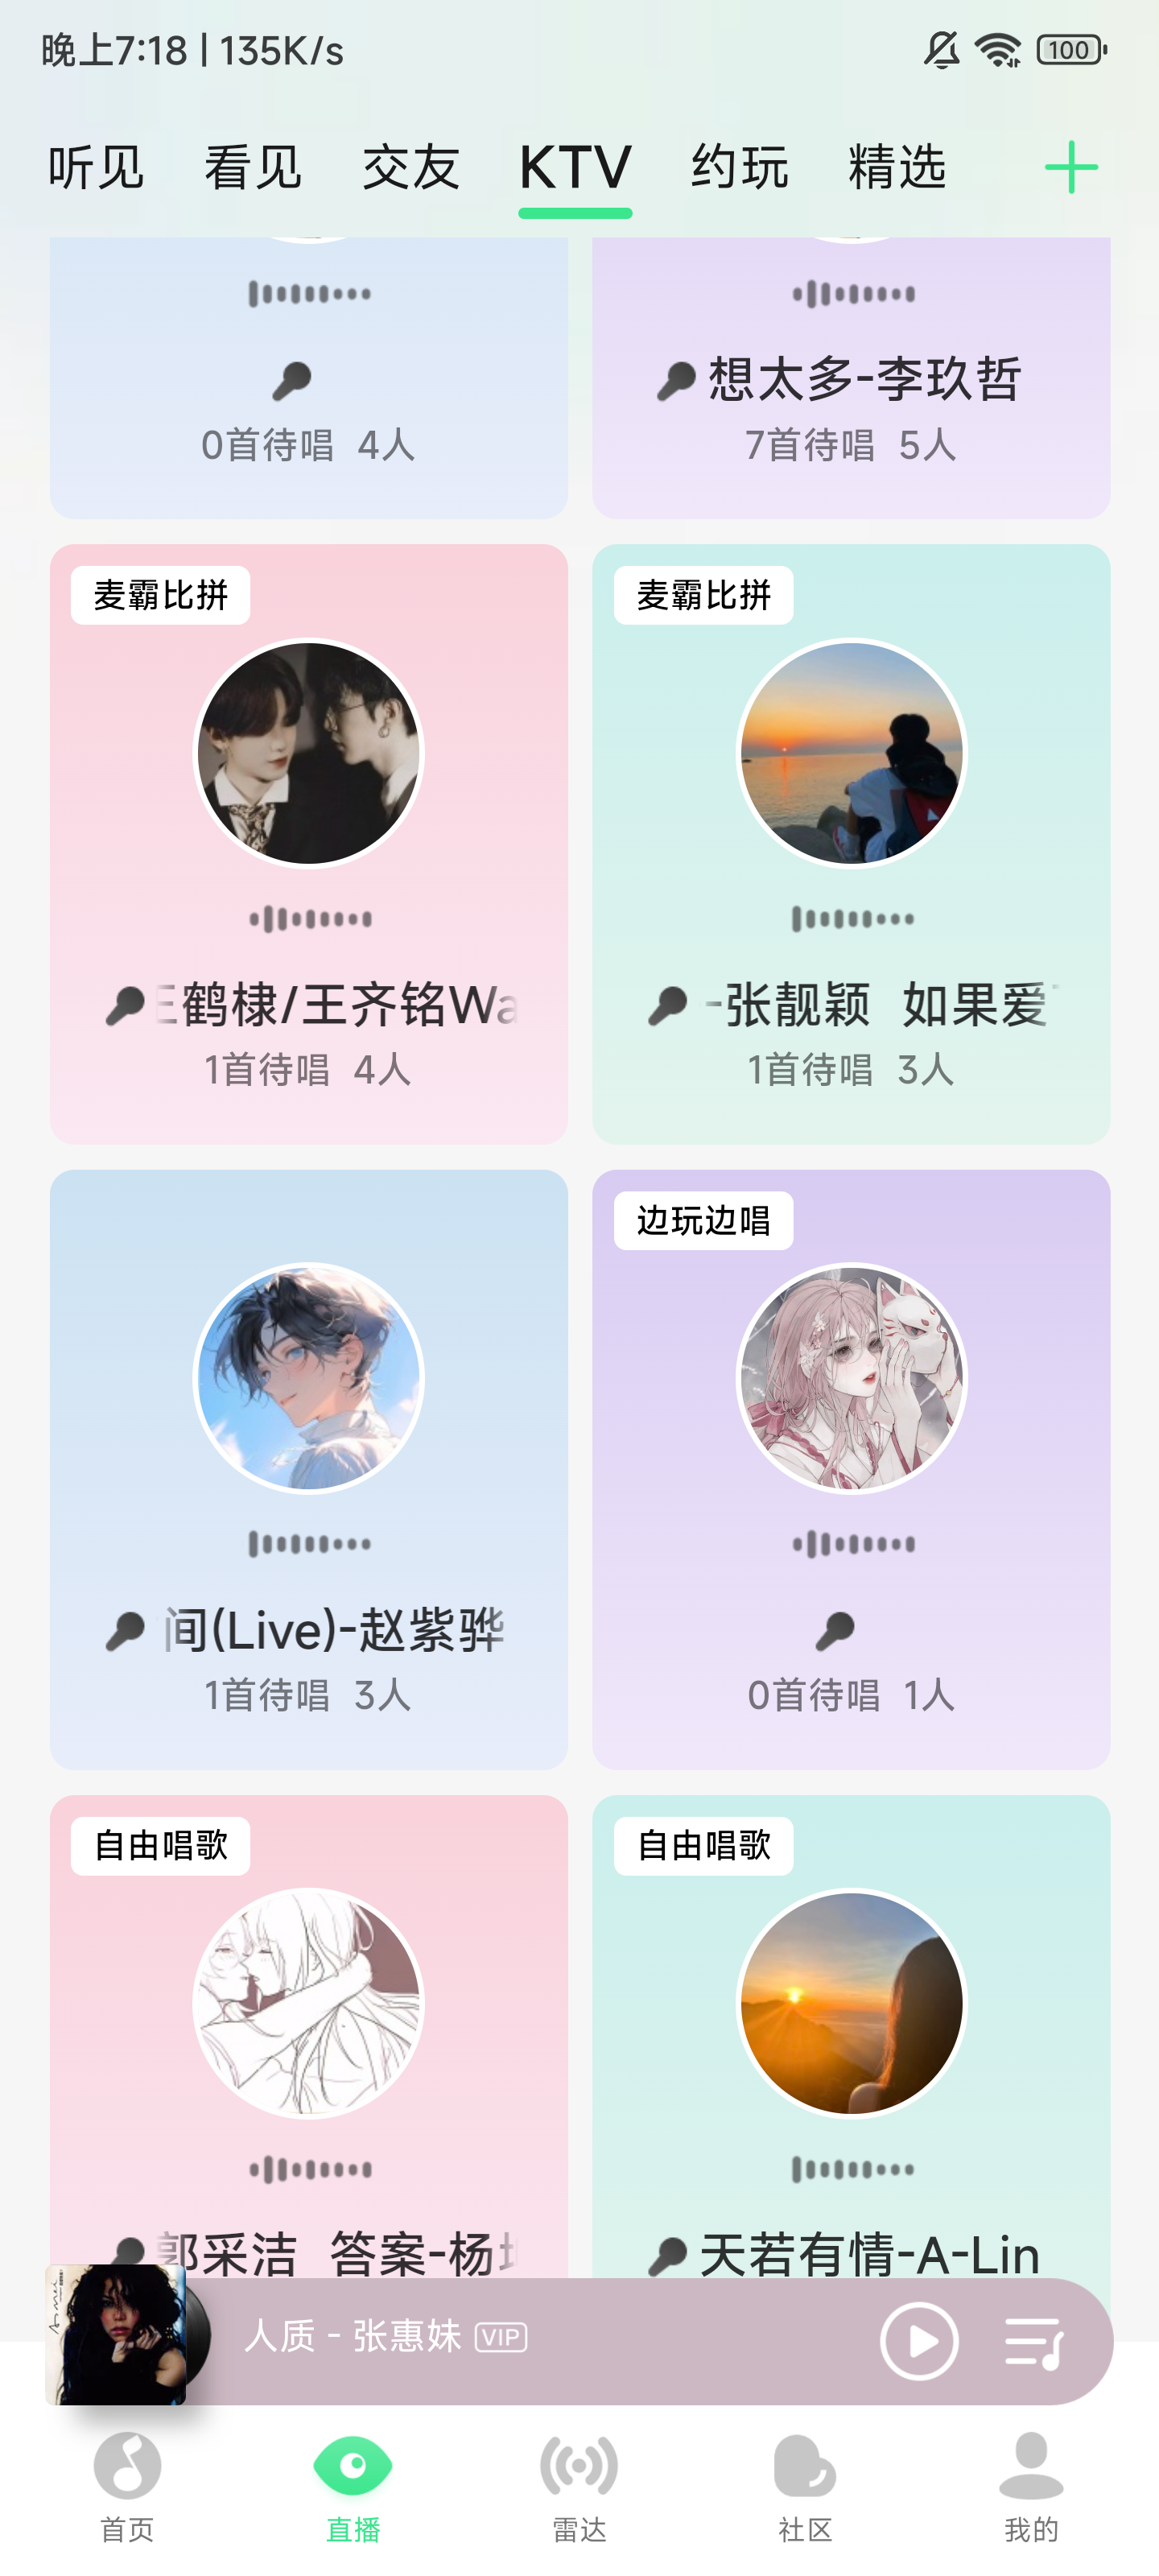 晚上7:18 | 135K/s
100
听见 看见 交友 KTV 约玩 精选
想太多-李玖哲
0首待唱 4人
7首待唱 5人
麦霸比拼
麦霸比拼
鹤棣/王齐铭Wa
-张靓颖 如果爱
1首待唱 4人
1首待唱 3人
边玩边唱
间(Live)-赵紫骅
1首待唱 3人
0首待唱 1人
自由唱歌
自由唱歌
郭采洁 答案-杨
天若有情-A-Lin
人质 - 张惠妹 VIP
首页 直播 雷达 社区 我的